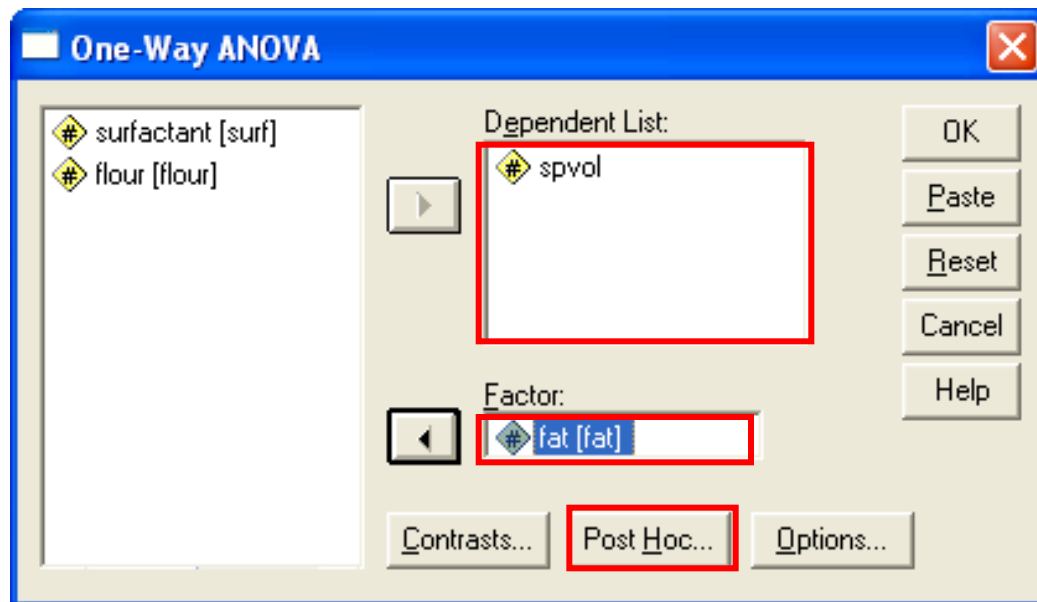 One-Way ANOVA
surfactant [surf]
flour [flour]
Dependent List:
spvol
Factor:
fat [fat]
Contrasts...
Post Hoc...
Options...
OK
Paste
Reset
Cancel
Help